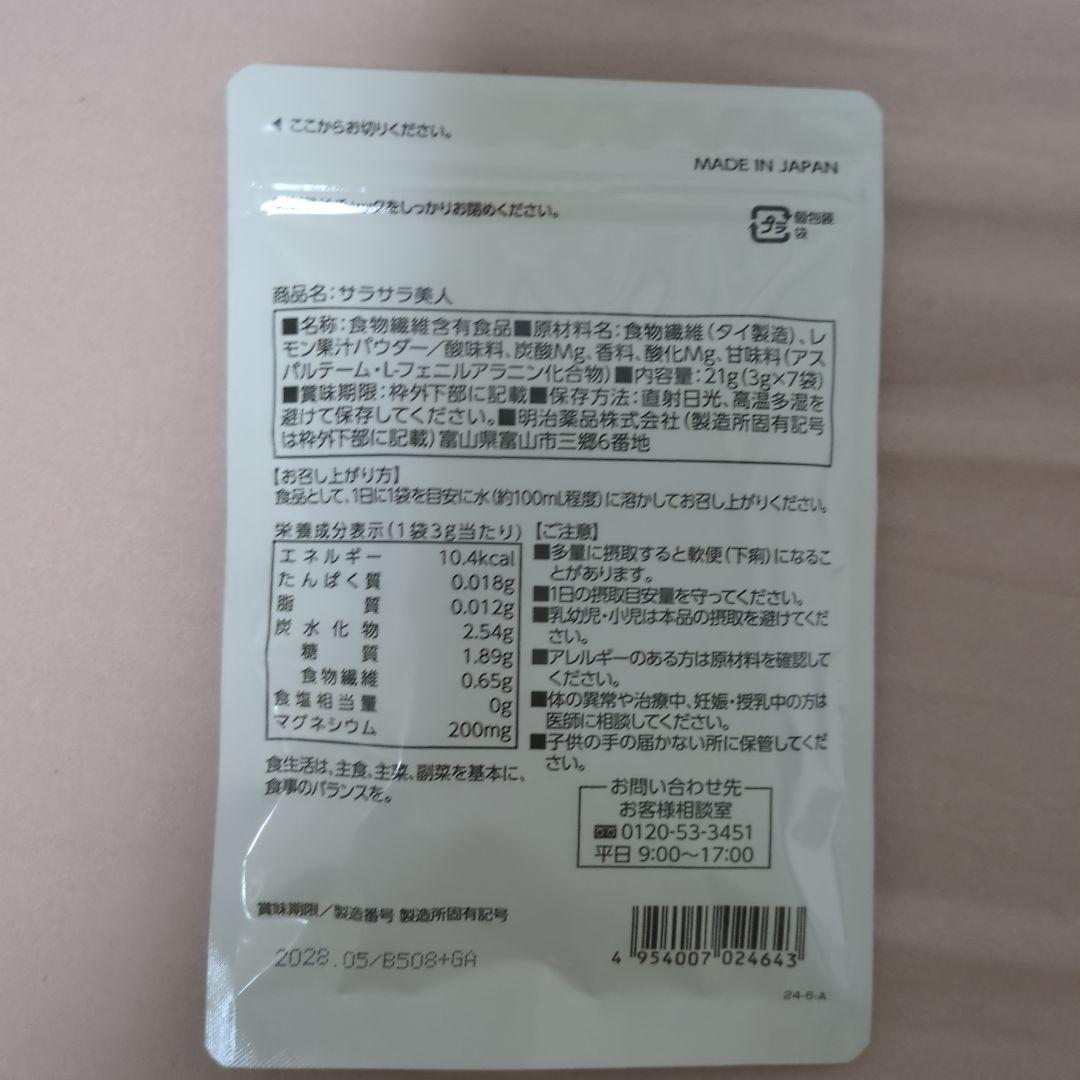 ここからお切りください。
MADE IN JAPAN
をしっかりお閉めください。
プラ
個包装
袋
商品名:サラサラ美人
■名称:食物繊維含有食品■原材料名:食物繊維(タイ製造)、レ
モン果汁パウダー/酸味料、炭酸Mg、香料、酸化Mg、甘味料(アス
パルテーム・L-フェニルアラニン化合物)■内容量:21g(3g×7袋)
■賞味期限:枠外下部に記載■保存方法:直射日光、高温多湿を
避けて保存してください。■明治薬品株式会社(製造所固有記号
は枠外下部に記載)富山県富山市三郷6番地
【お召し上がり方】
食品として、1日に1袋を目安に水(約100mL程度)に溶かしてお召し上がりください。
栄養成分表示(1袋3g当たり)
エネルギー 10.4kcal
たんぱく質 0.018g
脂質 0.012g
炭水化物 2.54g
糖質 1.89g
食物繊維 0.65g
食塩相当量 0g
マグネシウム 200mg
食生活は、主食、主菜、副菜を基本に、
食事のバランスを。
【ご注意】
■多量に摂取すると軟便(下痢)になるこ
とがあります。
■1日の摂取目安量を守ってください。
■乳幼児・小児は本品の摂取を避けてくだ
さい。
■アレルギーのある方は原材料を確認して
ください。
■体の異常や治療中、妊娠・授乳中の方は
医師に相談してください。
■子供の手の届かない所に保管してくだ
さい。
お問い合わせ先
お客様相談室
0120-53-3451
平日 9:00〜17:00
賞味期限/製造番号 製造所固有記号
2028.05/B508+GA
4 954007 024643
24-6-A